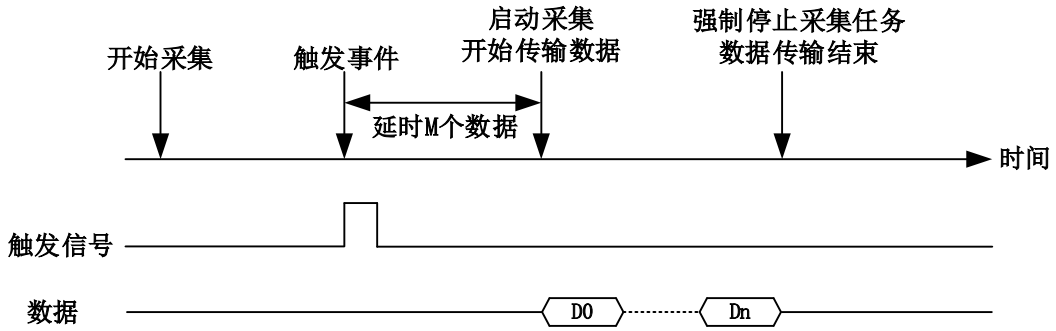 开始采集
触发事件
启动采集
开始传输数据
强制停止采集任务
数据传输结束
延时M个数据
时间
触发信号
数据
D0
Dn